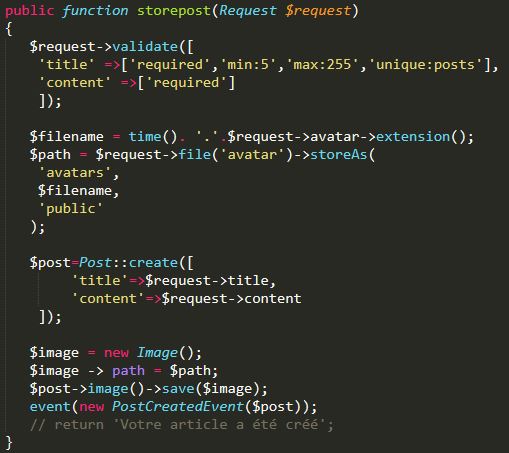 public function storepost(Request $request)
{
$request->validate([
'title' =>['required','min:5','max:255','unique:posts'],
'content' =>['required']
]);
$filename = time(). '.'.$request->avatar->extension();
$path = $request->file('avatar')->storeAs(
'avatars',
$filename,
'public'
);
$post=Post::create([
'title'=>$request->title,
'content'=>$request->content
]);
$image = new Image();
$image -> path = $path;
$post->image()->save($image);
event(new PostCreatedEvent($post));
// return 'Votre article a été créé';
}